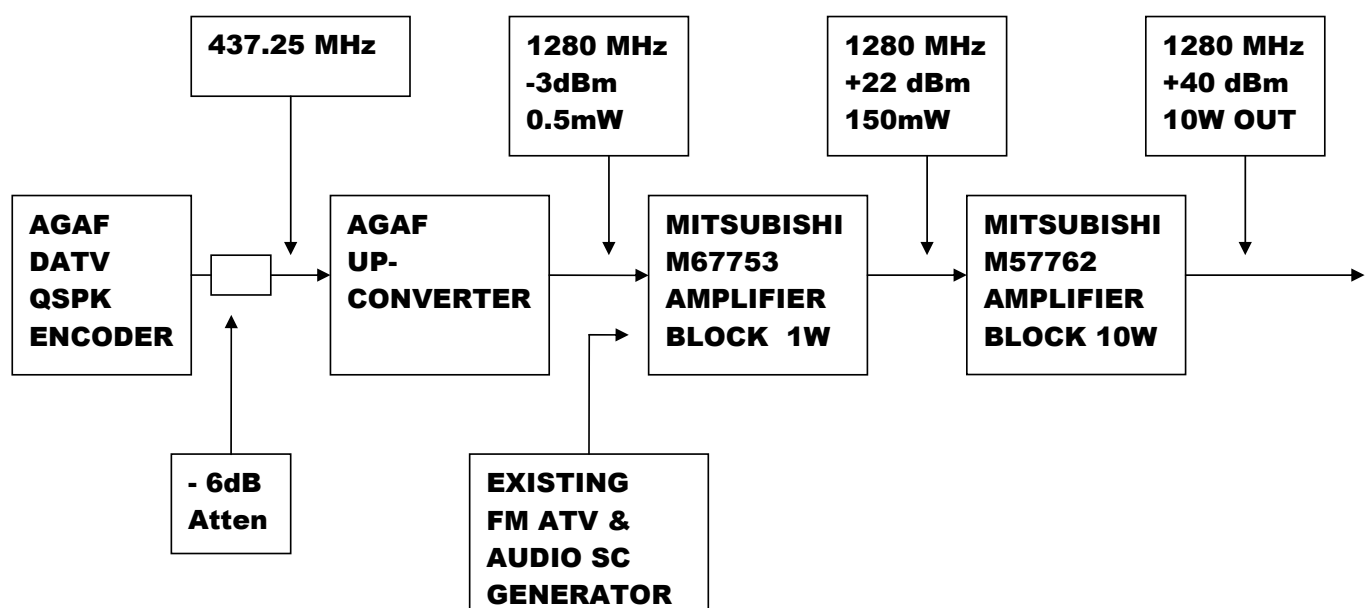 437.25 MHz
1280 MHz
-3dBm
0.5mW
1280 MHz
+22 dBm
150mW
1280 MHz
+40 dBm
10W OUT
AGAF
DATV
QSPK
ENCODER
AGAF
UP-
CONVERTER
MITSUBISHI
M67753
AMPLIFIER
BLOCK 1W
MITSUBISHI
M57762
AMPLIFIER
BLOCK 10W
- 6dB
Atten
EXISTING
FM ATV &
AUDIO SC
GENERATOR